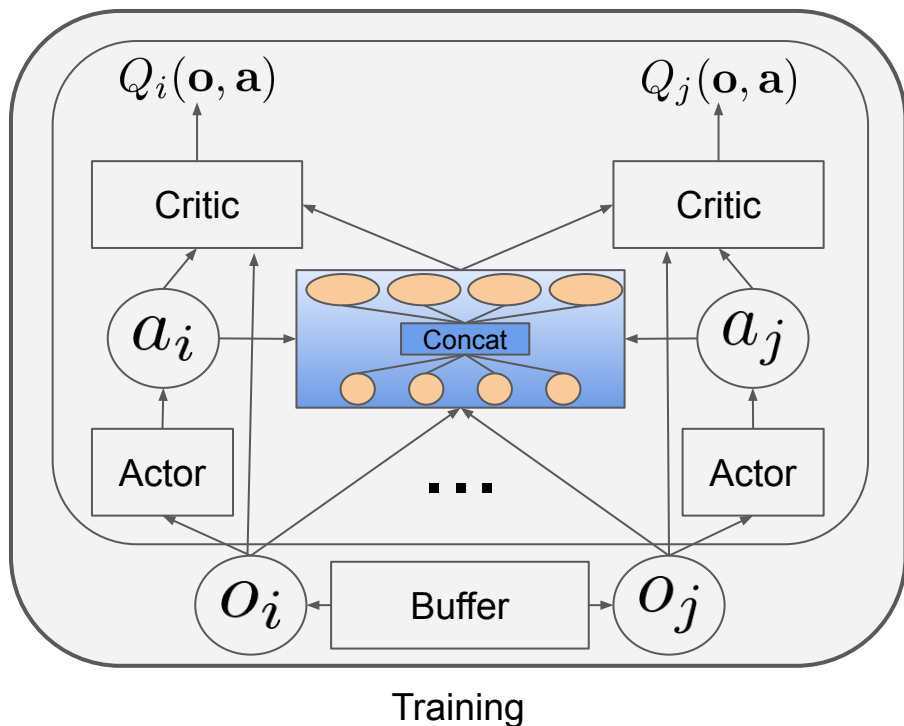 Q_i(𝐨, 𝐚) Q_j(𝐨, 𝐚)
Critic Critic
a_i Concat a_j
Actor ... Actor
o_i Buffer o_j
Training